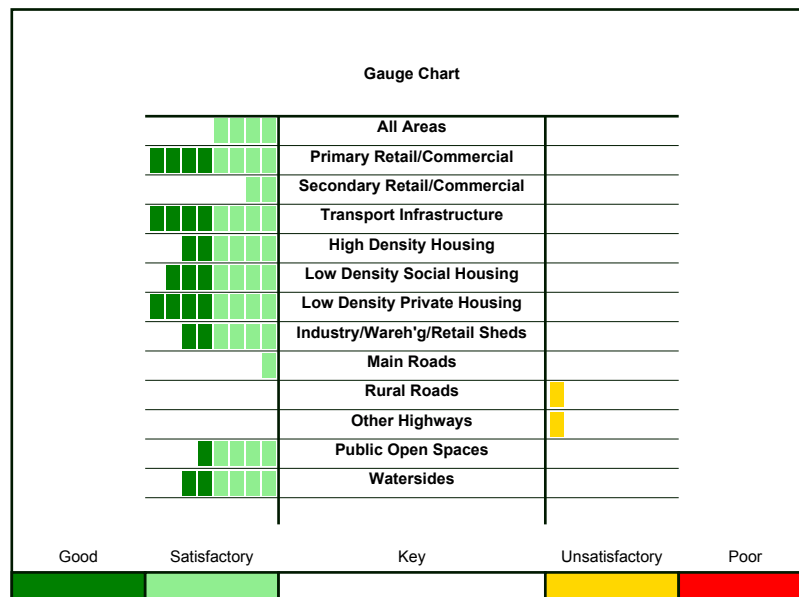 Gauge Chart
All Areas
Primary Retail/Commercial
Secondary Retail/Commercial
Transport Infrastructure
High Density Housing
Low Density Social Housing
Low Density Private Housing
Industry/Wareh'g/Retail Sheds
Main Roads
Rural Roads
Other Highways
Public Open Spaces
Watersides
Good Satisfactory Key Unsatisfactory Poor